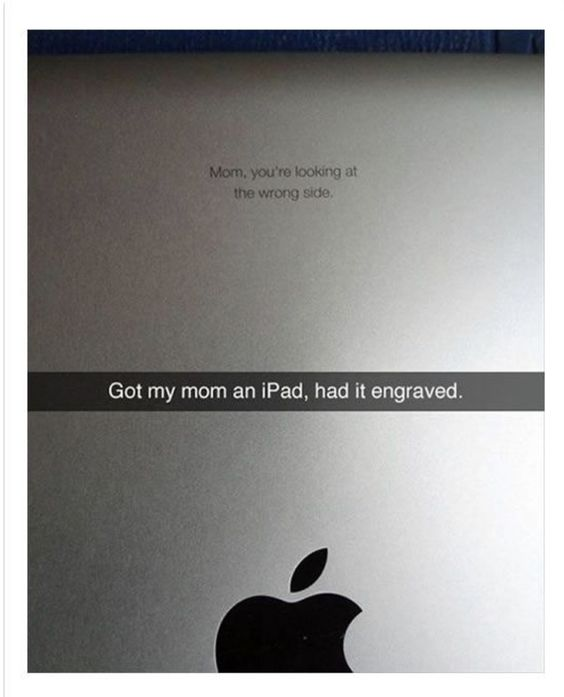 Mom, you're looking at
the wrong side.
Got my mom an iPad, had it engraved.